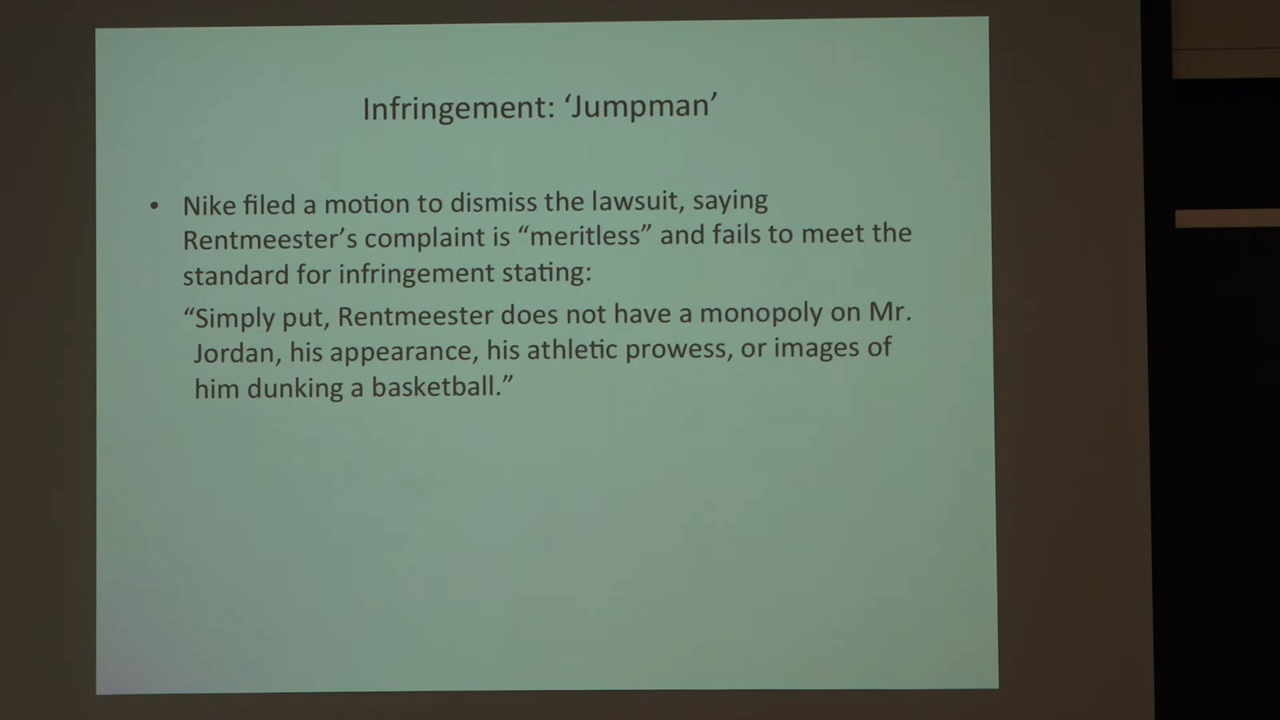 Infringement: ‘Jumpman’
• Nike filed a motion to dismiss the lawsuit, saying
Rentmeester’s complaint is “meritless” and fails to meet the
standard for infringement stating:
“Simply put, Rentmeester does not have a monopoly on Mr.
Jordan, his appearance, his athletic prowess, or images of
him dunking a basketball.”